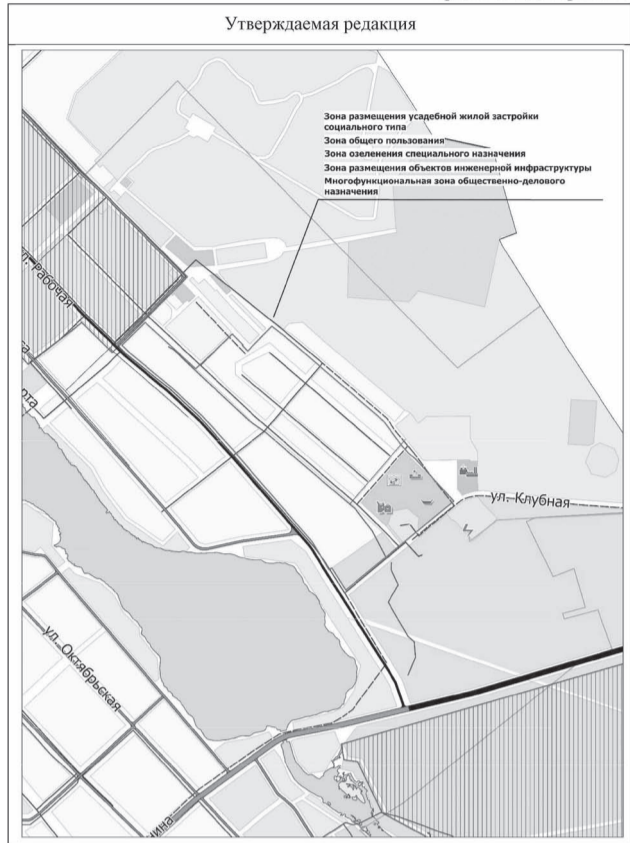 Утверждаемая редакция
Зона размещения усадебной жилой застройки
социального типа
Зона общего пользования
Зона озеленения специального назначения
Зона размещения объектов инженерной инфраструктуры
Многофункциональная зона общественно-делового
назначения
ул. Рабочая
ул. Клубная
ул. Октябрьская